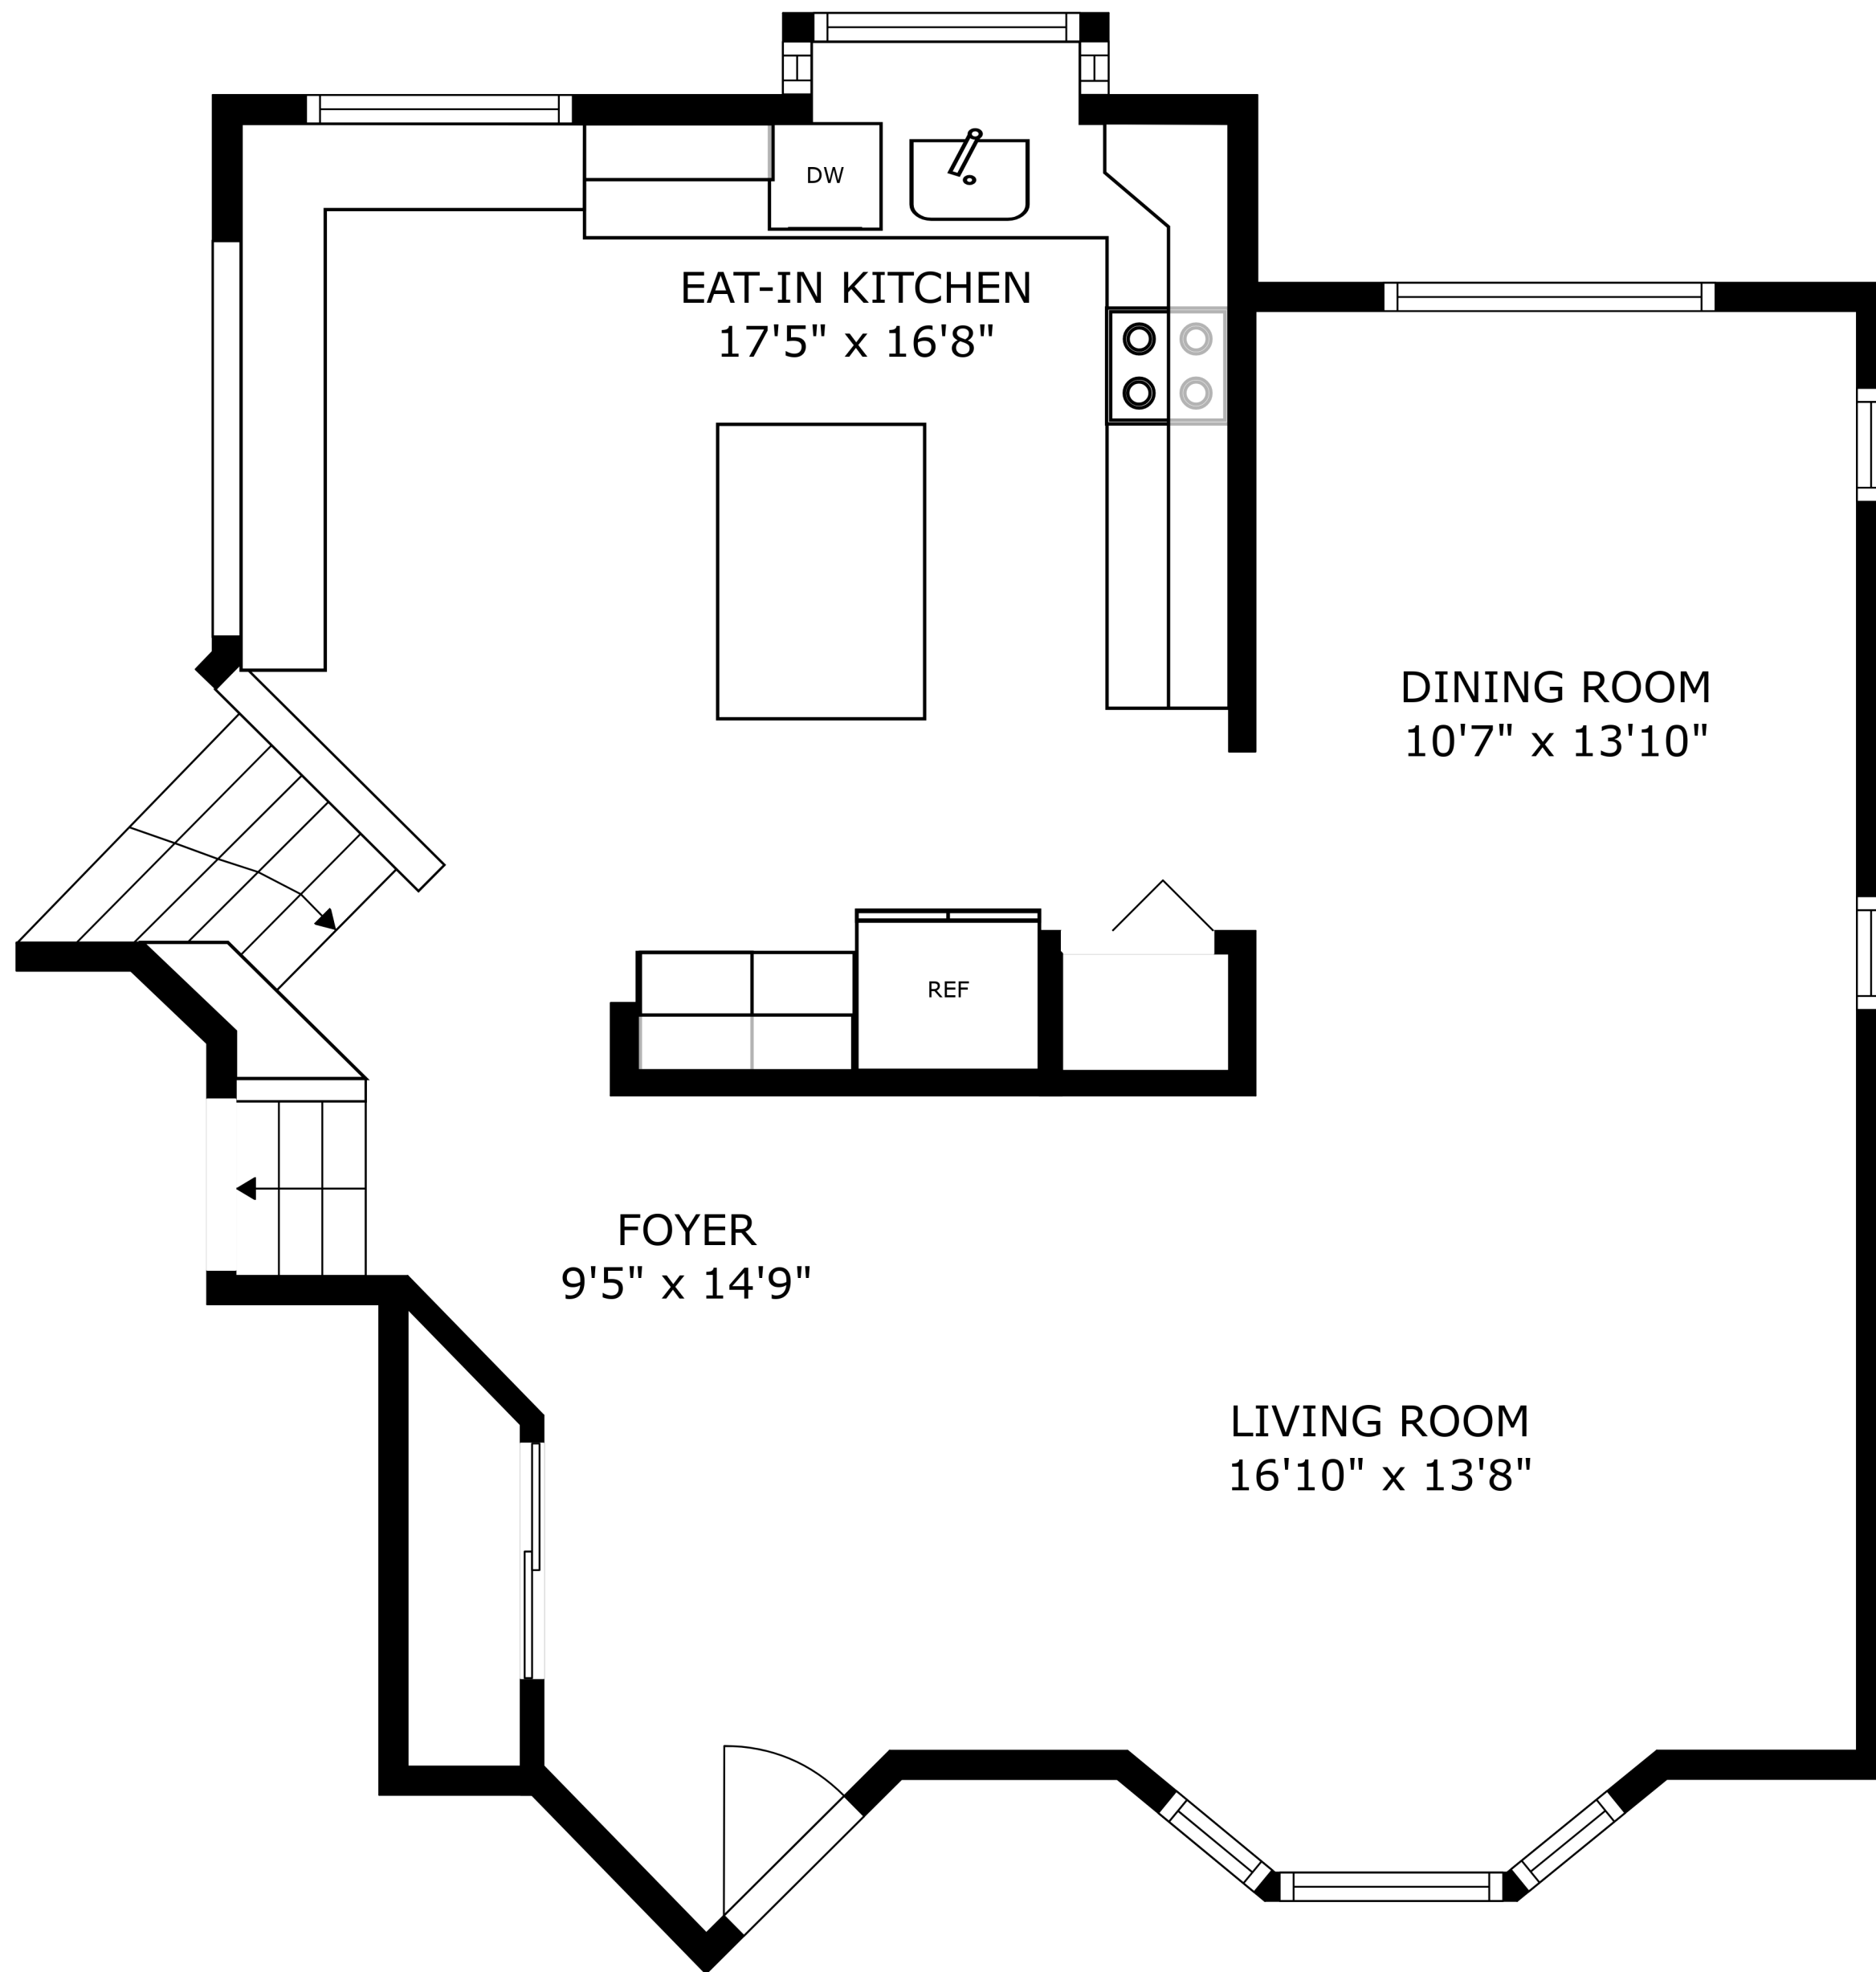 DW
EAT-IN KITCHEN
17'5" x 16'8"
DINING ROOM
10'7" x 13'10"
REF
FOYER
9'5" x 14'9"
LIVING ROOM
16'10" x 13'8"